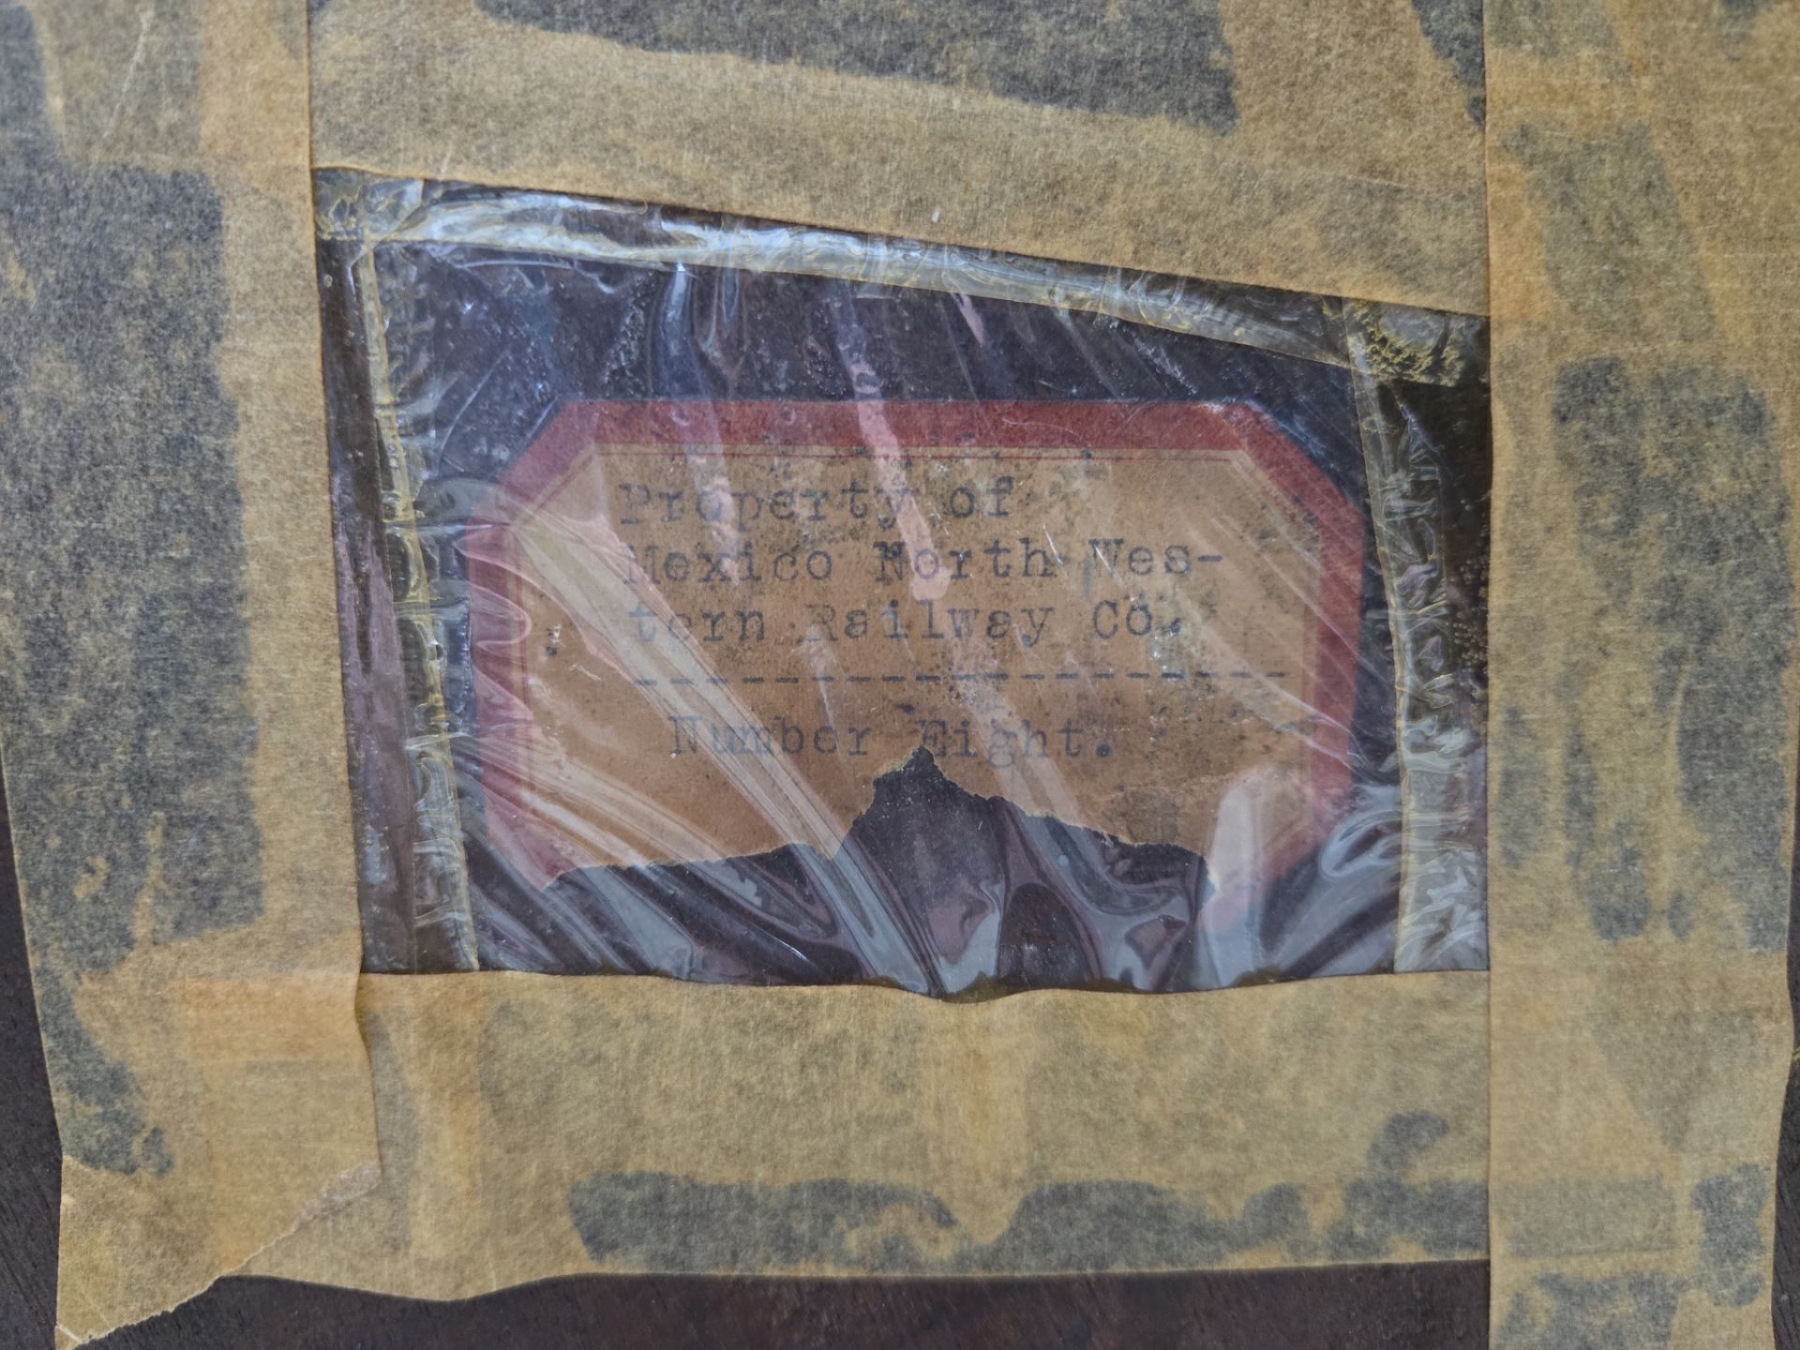 Property of
Mexico North Wes-
tern Railway Co.
-------------------
Number Eight.